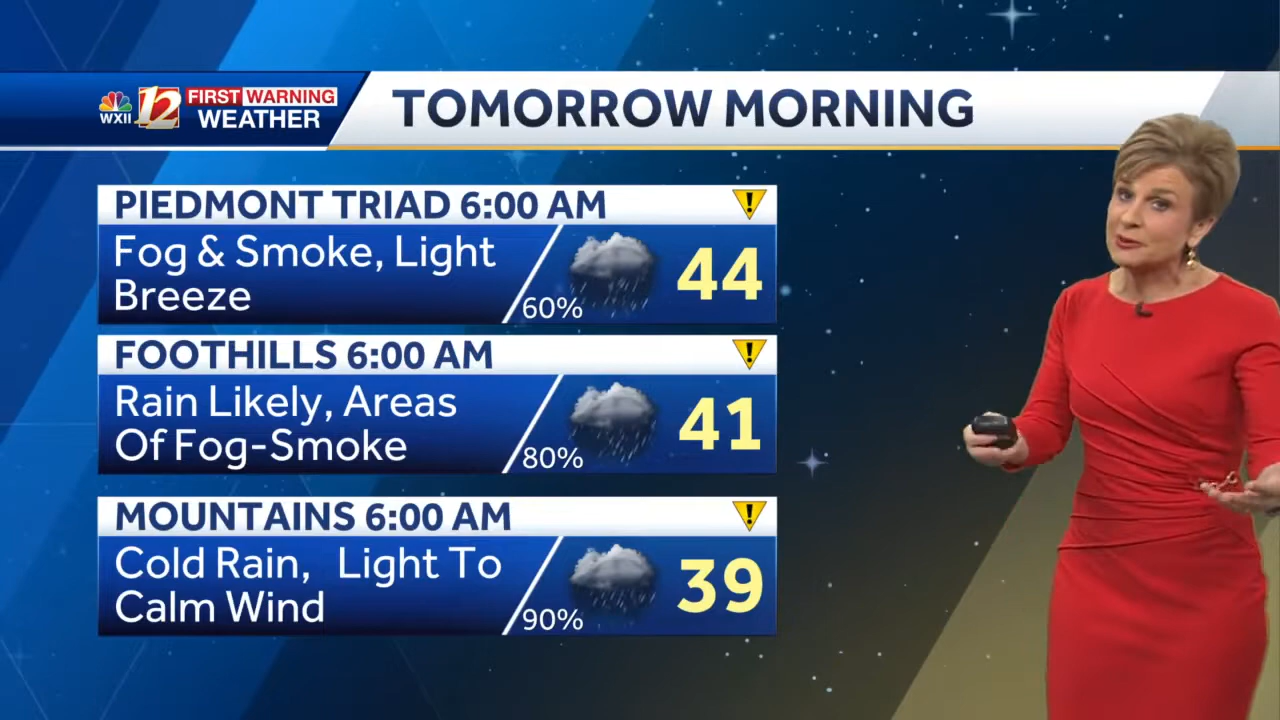 WXII 12 FIRST WARNING
WEATHER
TOMORROW MORNING
PIEDMONT TRIAD 6:00 AM
!
Fog & Smoke, Light
Breeze
60%
44
FOOTHILLS 6:00 AM
!
Rain Likely, Areas
Of Fog-Smoke
80%
41
MOUNTAINS 6:00 AM
!
Cold Rain, Light To
Calm Wind
90%
39